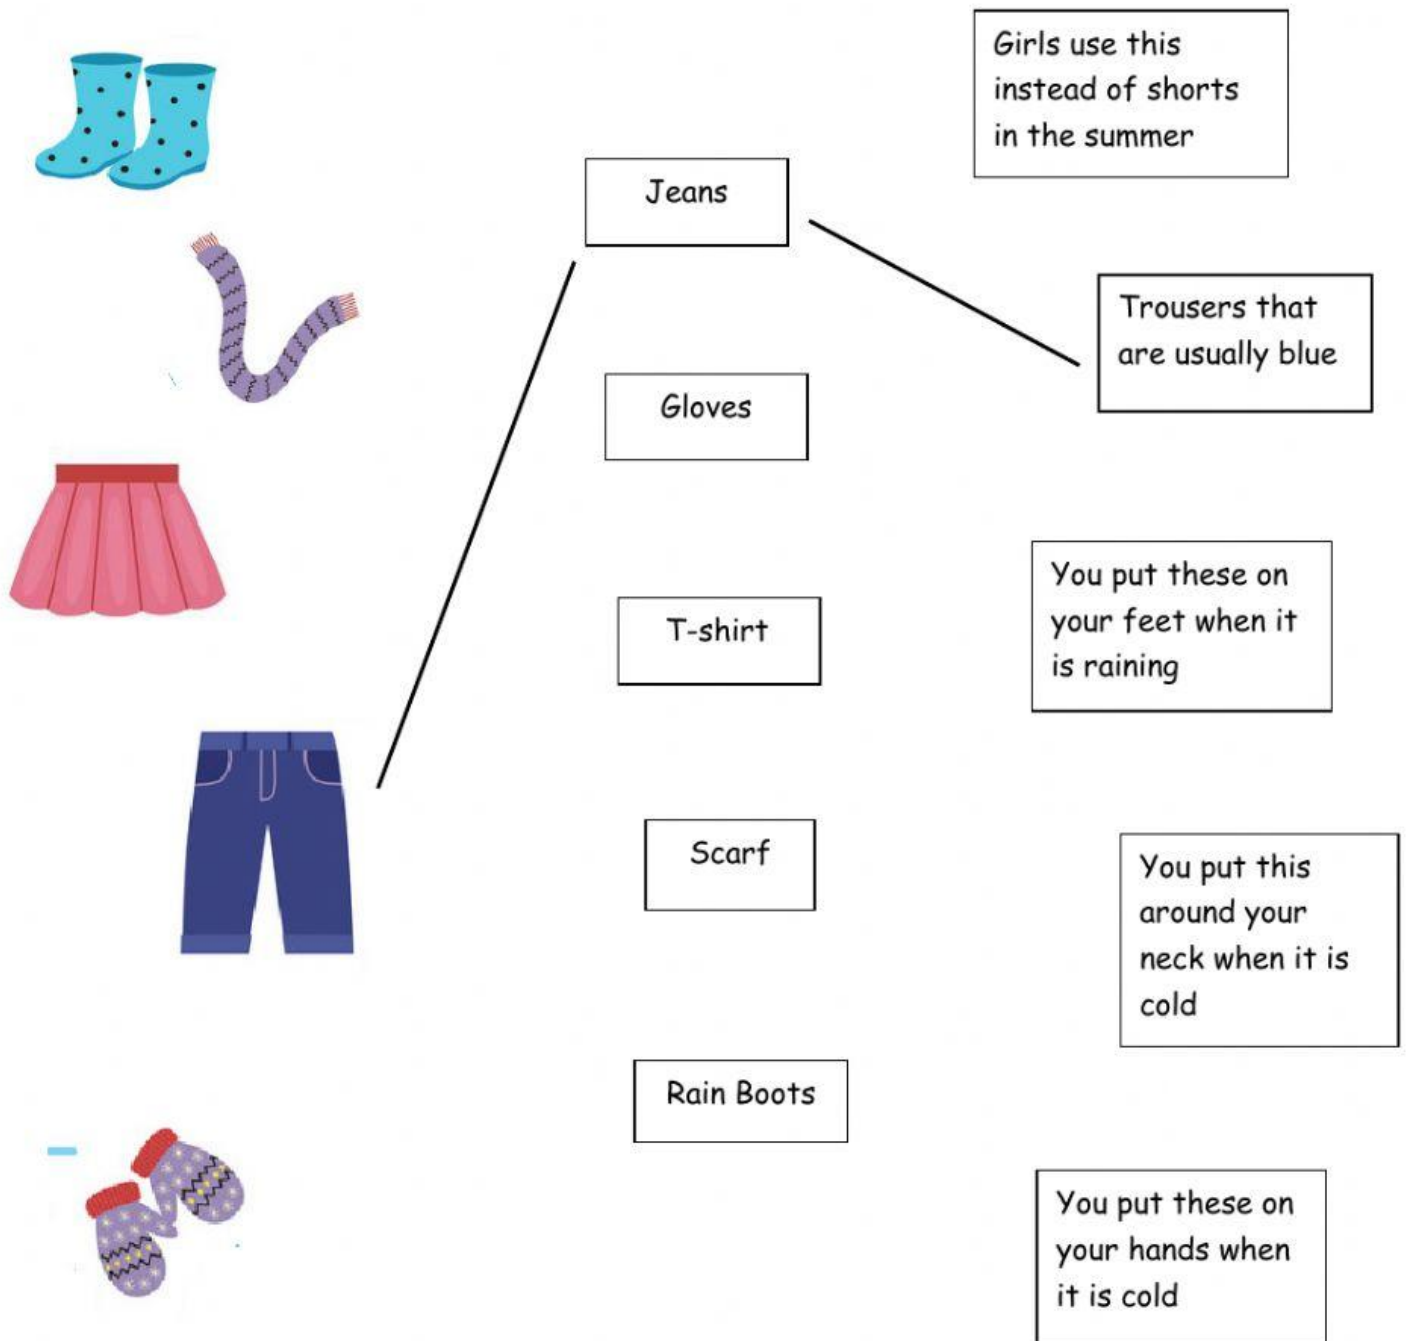 Girls use this
instead of shorts
in the summer
Jeans
Trousers that
are usually blue
Gloves
You put these on
your feet when it
is raining
T-shirt
Scarf
You put this
around your
neck when it is
cold
Rain Boots
You put these on
your hands when
it is cold